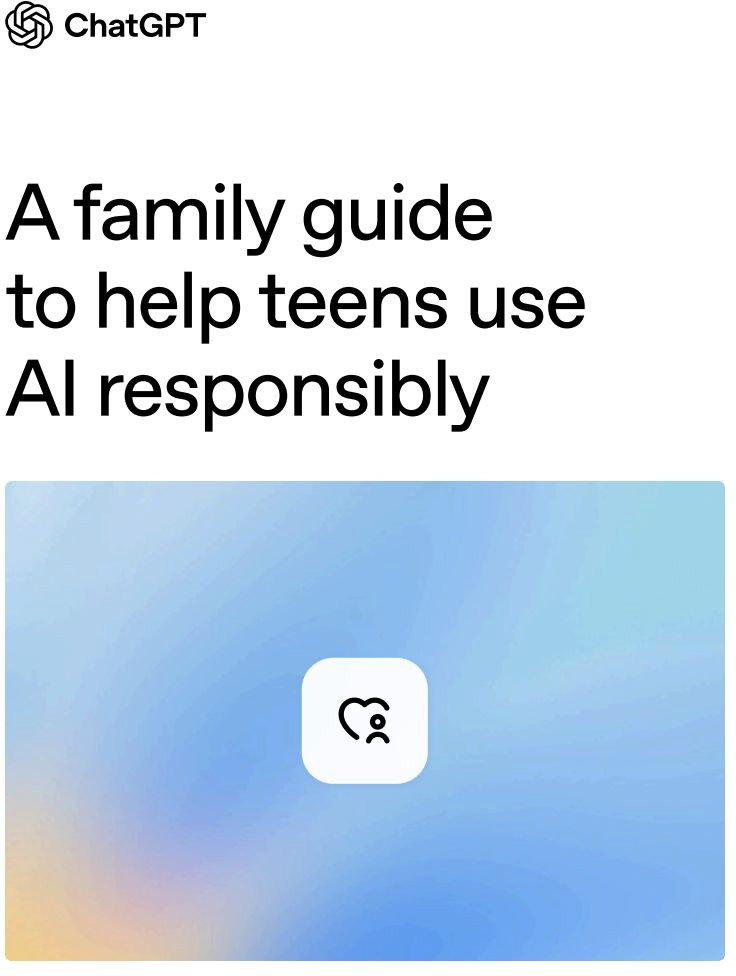 ChatGPT
A family guide
to help teens use
AI responsibly